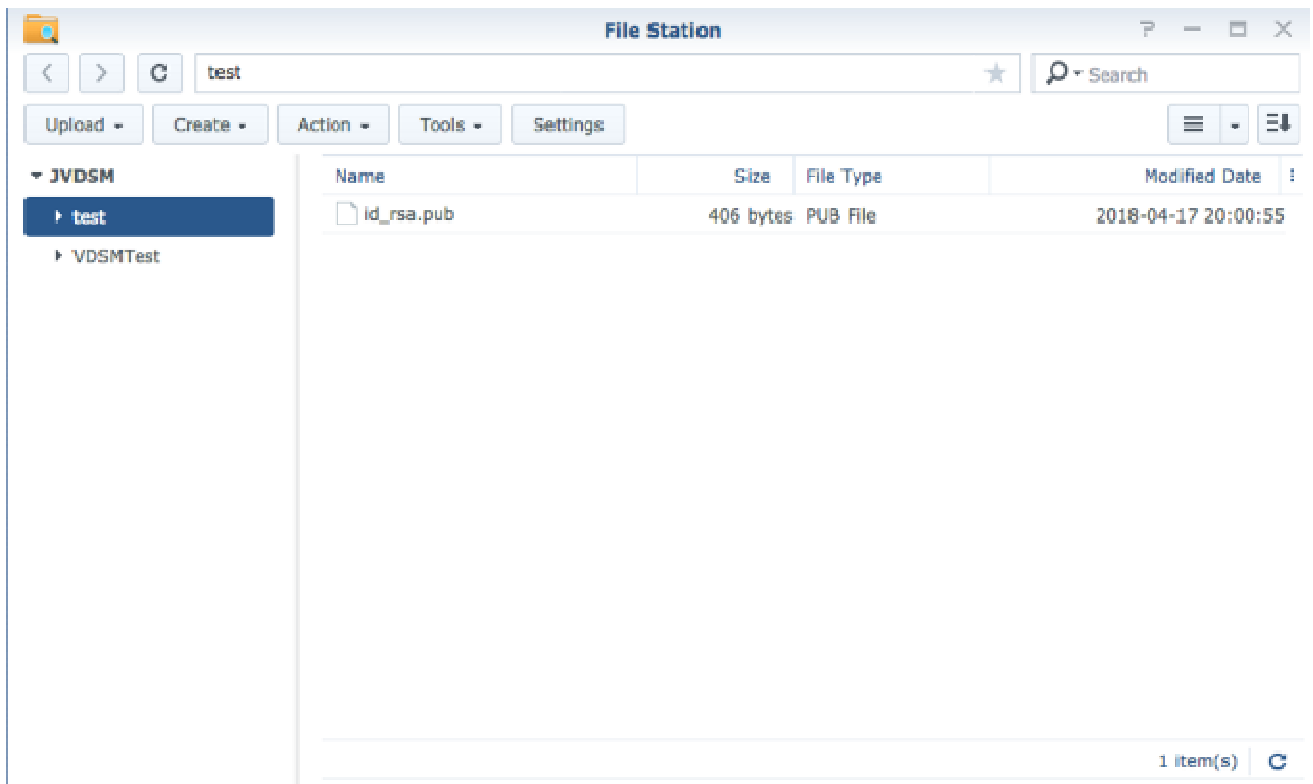 File Station
test
Search
Upload Create Action Tools Settings
JVDSM
test
VDSMTest
Name Size File Type Modified Date
id_rsa.pub 406 bytes PUB File 2018-04-17 20:00:55
1 item(s)